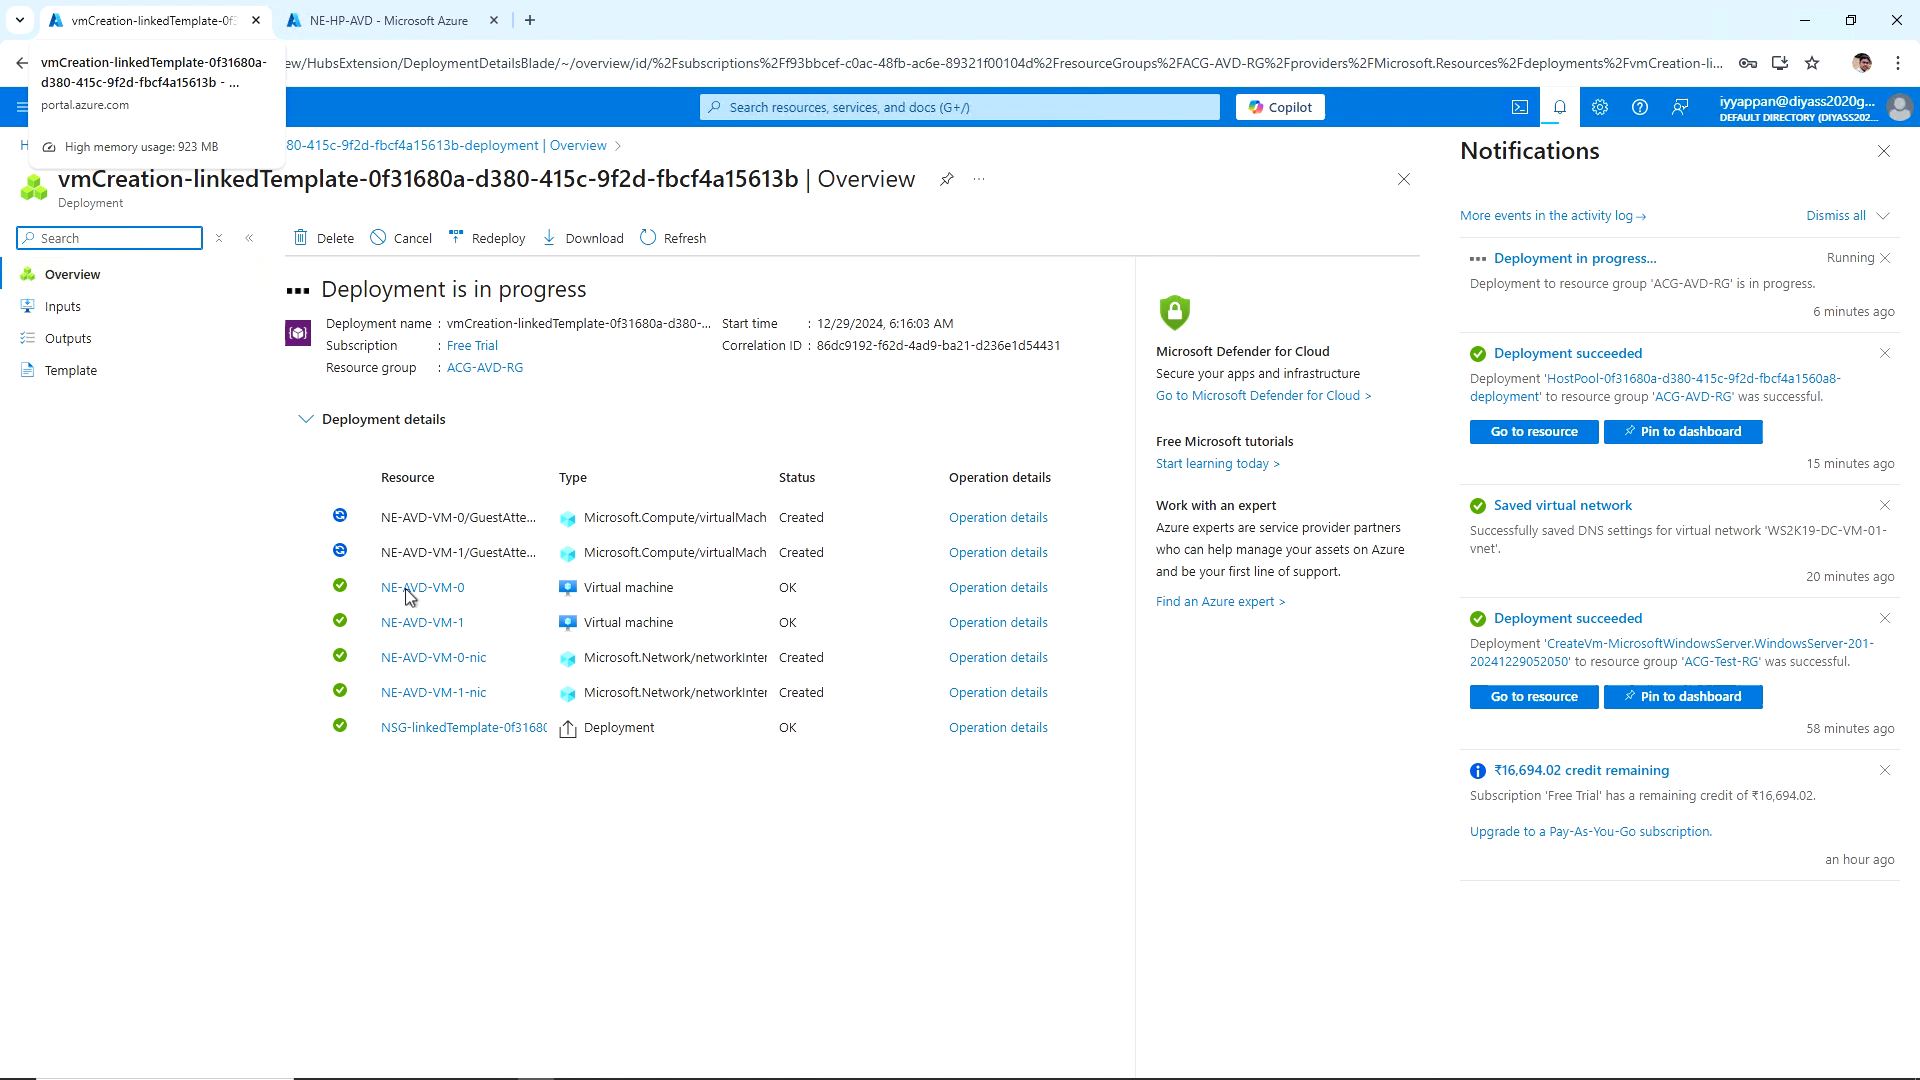 vmCreation-linkedTemplate-0f3
NE-HP-AVD - Microsoft Azure
vmCreation-linkedTemplate-0f31680a-
d380-415c-9f2d-fbcf4a15613b - ...
portal.azure.com
High memory usage: 923 MB
ew/HubsExtension/DeploymentDetailsBlade/~/overview/id/%2Fsubscriptions%2Ff93bbcef-c0ac-48fb-ac6e-89321f00104d%2FresourceGroups%2FACG-AVD-RG%2Fproviders%2FMicrosoft.Resources%2Fdeployments%2FvmCreation-li...
Search resources, services, and docs (G+/)
Copilot
iyyappan@diyass2020g...
DEFAULT DIRECTORY (DIYASS202...
80-415c-9f2d-fbcf4a15613b-deployment | Overview >
vmCreation-linkedTemplate-0f31680a-d380-415c-9f2d-fbcf4a15613b | Overview
Deployment
Search
Overview
Inputs
Outputs
Template
Delete
Cancel
Redeploy
Download
Refresh
Deployment is in progress
Deployment name : vmCreation-linkedTemplate-0f31680a-d380-...
Subscription : Free Trial
Resource group : ACG-AVD-RG
Start time : 12/29/2024, 6:16:03 AM
Correlation ID : 86dc9192-f62d-4ad9-ba21-d236e1d54431
Deployment details
Resource Type Status Operation details
NE-AVD-VM-0/GuestAtte... Microsoft.Compute/virtualMach Created Operation details
NE-AVD-VM-1/GuestAtte... Microsoft.Compute/virtualMach Created Operation details
NE-AVD-VM-0 Virtual machine OK Operation details
NE-AVD-VM-1 Virtual machine OK Operation details
NE-AVD-VM-0-nic Microsoft.Network/networkInter Created Operation details
NE-AVD-VM-1-nic Microsoft.Network/networkInter Created Operation details
NSG-linkedTemplate-0f3168 Deployment OK Operation details
Microsoft Defender for Cloud
Secure your apps and infrastructure
Go to Microsoft Defender for Cloud >
Free Microsoft tutorials
Start learning today >
Work with an expert
Azure experts are service provider partners
who can help manage your assets on Azure
and be your first line of support.
Find an Azure expert >
Notifications
More events in the activity log →
Dismiss all
Deployment in progress...
Running
Deployment to resource group 'ACG-AVD-RG' is in progress.
6 minutes ago
Deployment succeeded
Deployment 'HostPool-0f31680a-d380-415c-9f2d-fbcf4a1560a8-
deployment' to resource group 'ACG-AVD-RG' was successful.
Go to resource
Pin to dashboard
15 minutes ago
Saved virtual network
Successfully saved DNS settings for virtual network 'WS2K19-DC-VM-01-
vnet'.
20 minutes ago
Deployment succeeded
Deployment 'CreateVm-MicrosoftWindowsServer.WindowsServer-201-
20241229052050' to resource group 'ACG-Test-RG' was successful.
Go to resource
Pin to dashboard
58 minutes ago
₹16,694.02 credit remaining
Subscription 'Free Trial' has a remaining credit of ₹16,694.02.
Upgrade to a Pay-As-You-Go subscription.
an hour ago